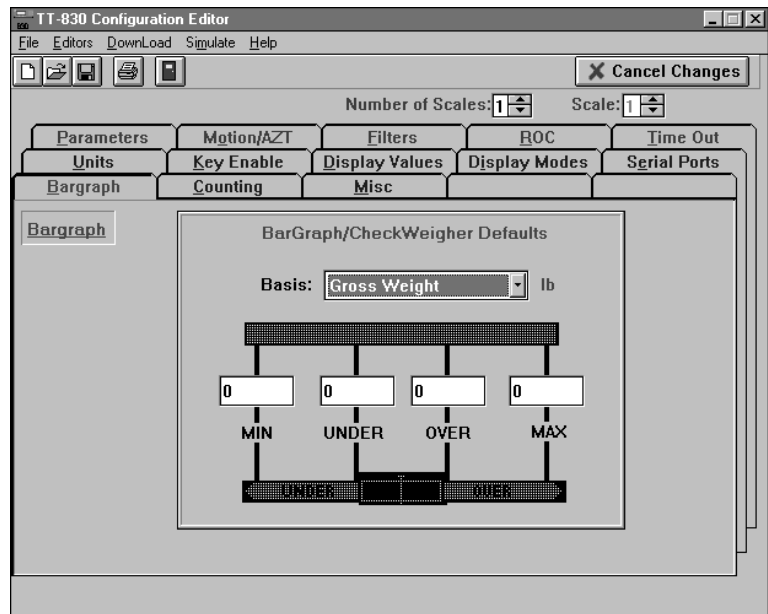 TT-830 Configuration Editor
File Editors DownLoad Simulate Help
Cancel Changes
Number of Scales: 1 Scale: 1
Parameters Motion/AZT Filters ROC Time Out
Units Key Enable Display Values Display Modes Serial Ports
Bargraph Counting Misc
Bargraph
BarGraph/CheckWeigher Defaults
Basis: Gross Weight lb
0 0 0 0
MIN UNDER OVER MAX
UNDER OVER